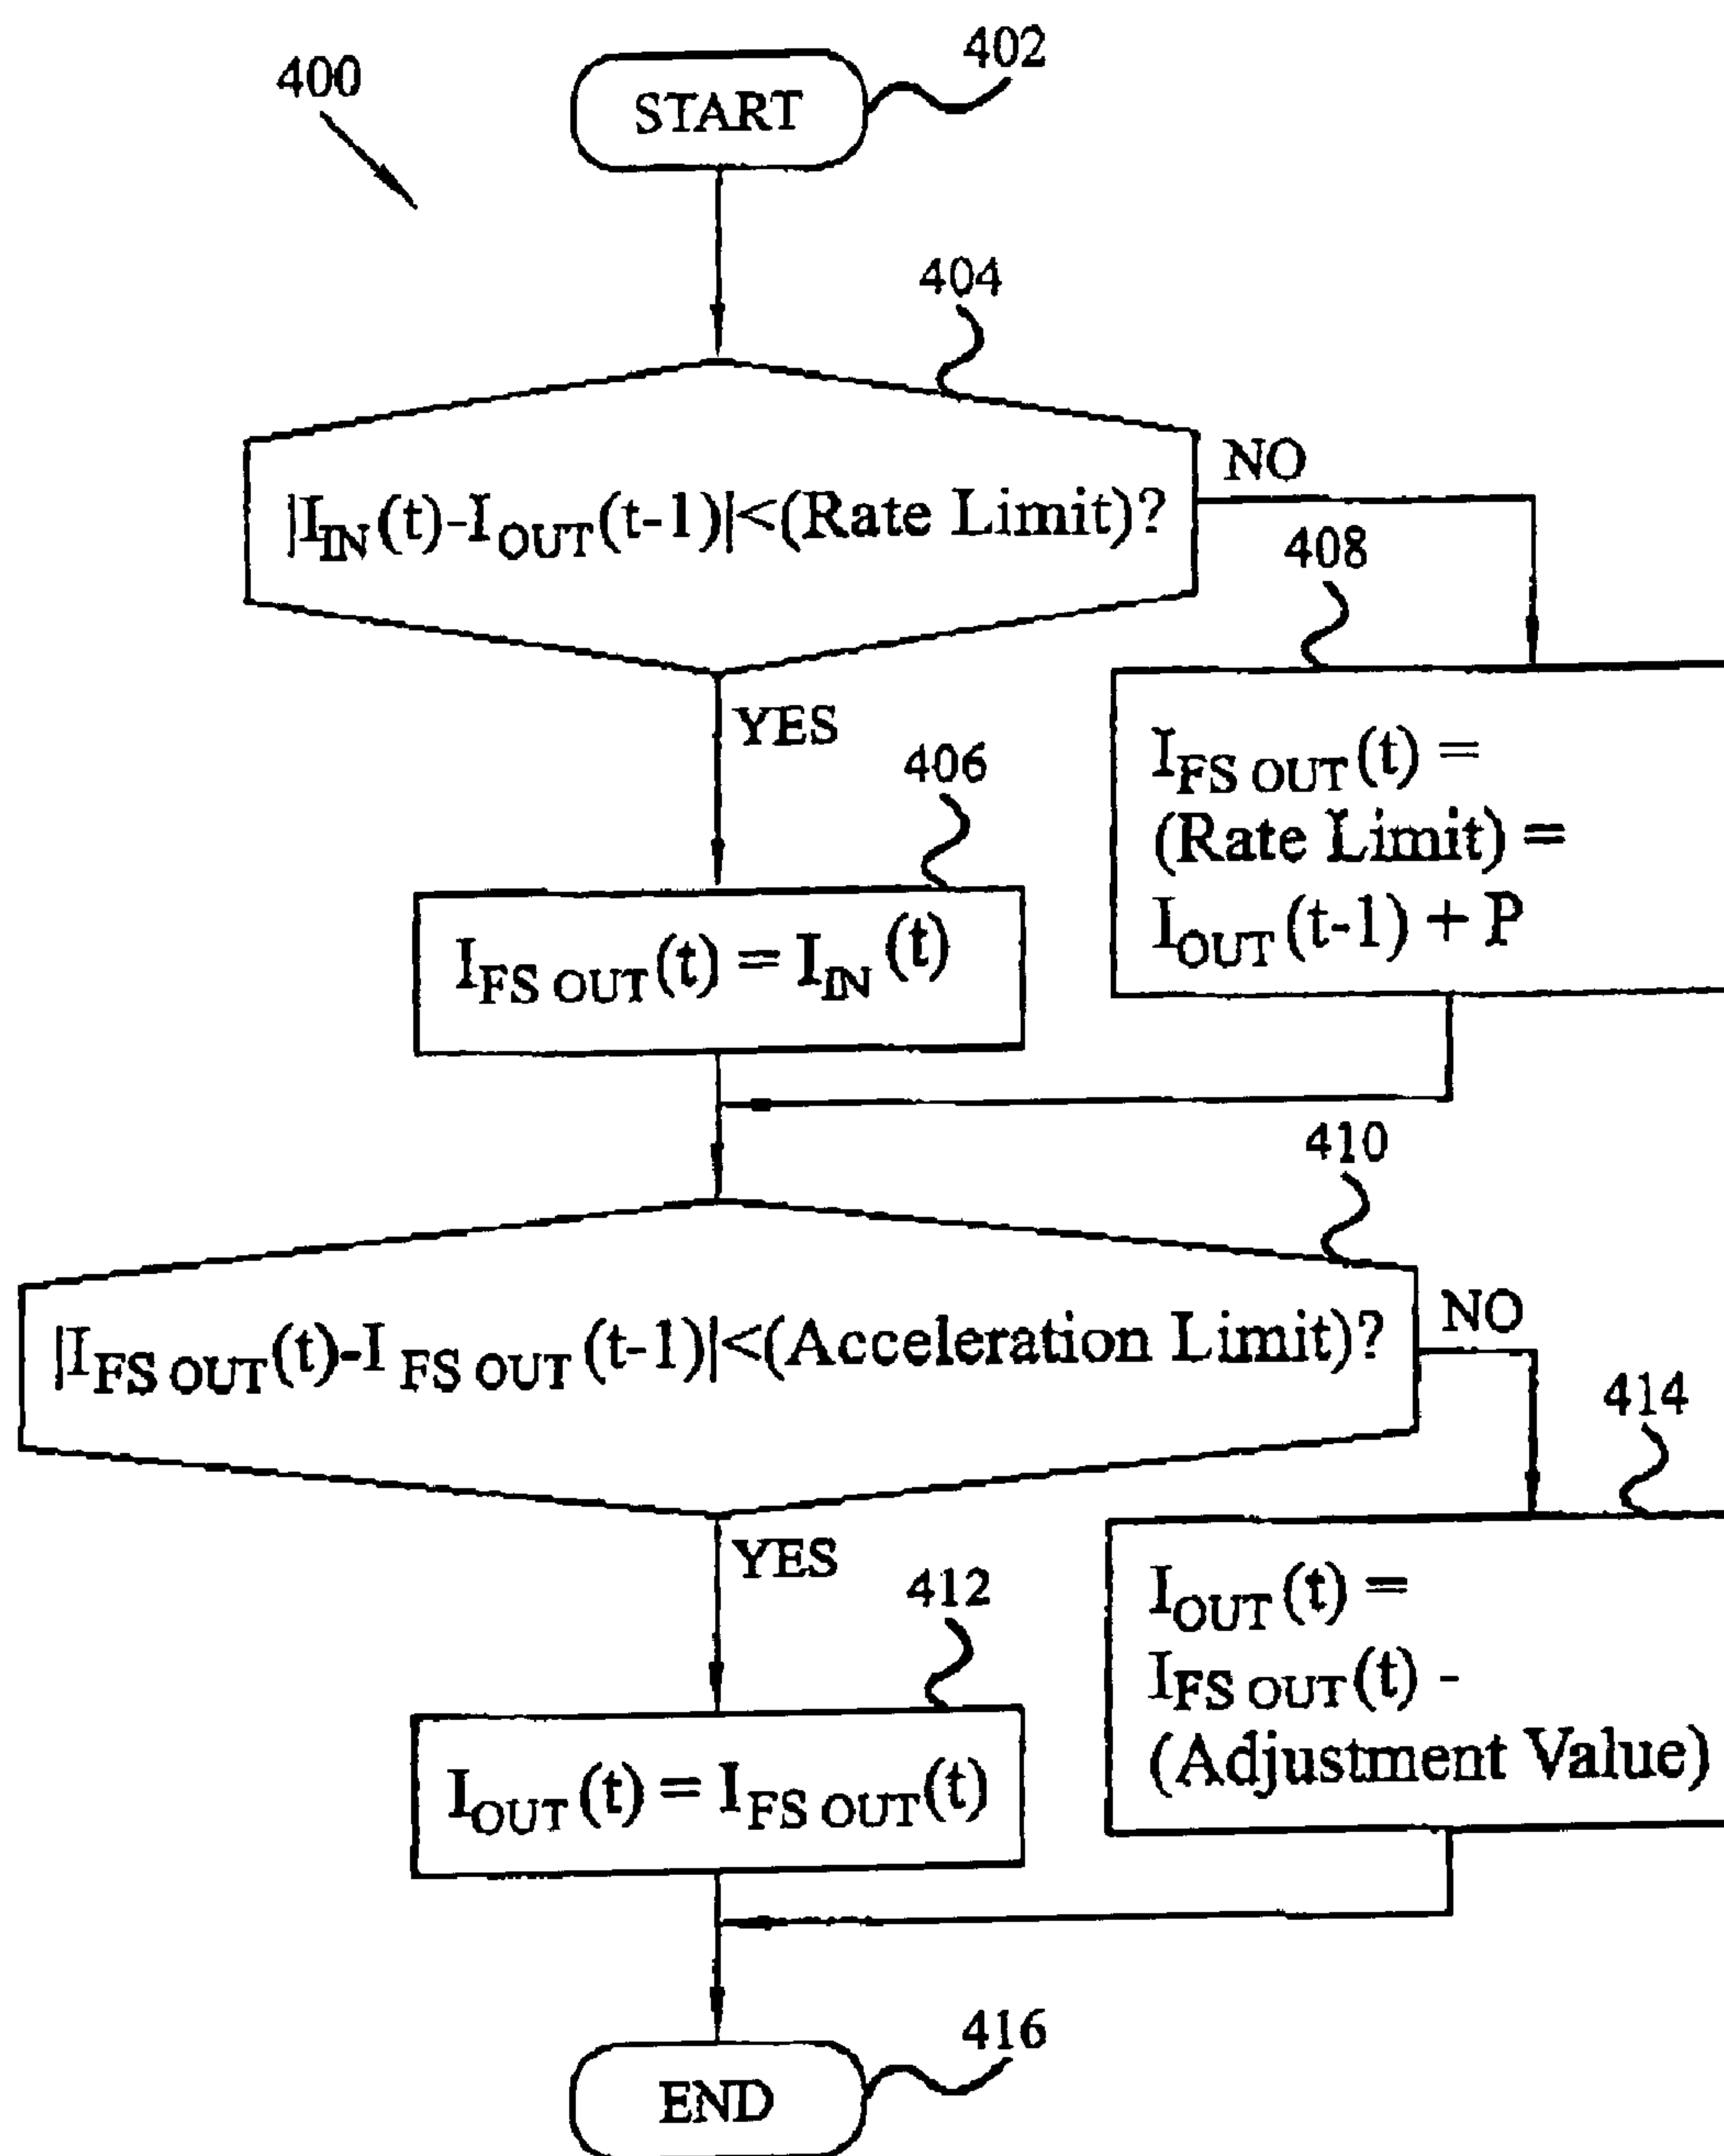 400
START
402
404
|I_IN(t)-I_OUT(t-1)|<(Rate Limit)?
NO
YES
408
I_FS OUT(t) =
(Rate Limit) =
I_OUT(t-1) + P
406
I_FS OUT(t) = I_IN(t)
410
|I_FS OUT(t)-I_FS OUT(t-1)|<(Acceleration Limit)?
NO
YES
414
I_OUT(t) =
I_FS OUT(t) -
(Adjustment Value)
412
I_OUT(t) = I_FS OUT(t)
END
416